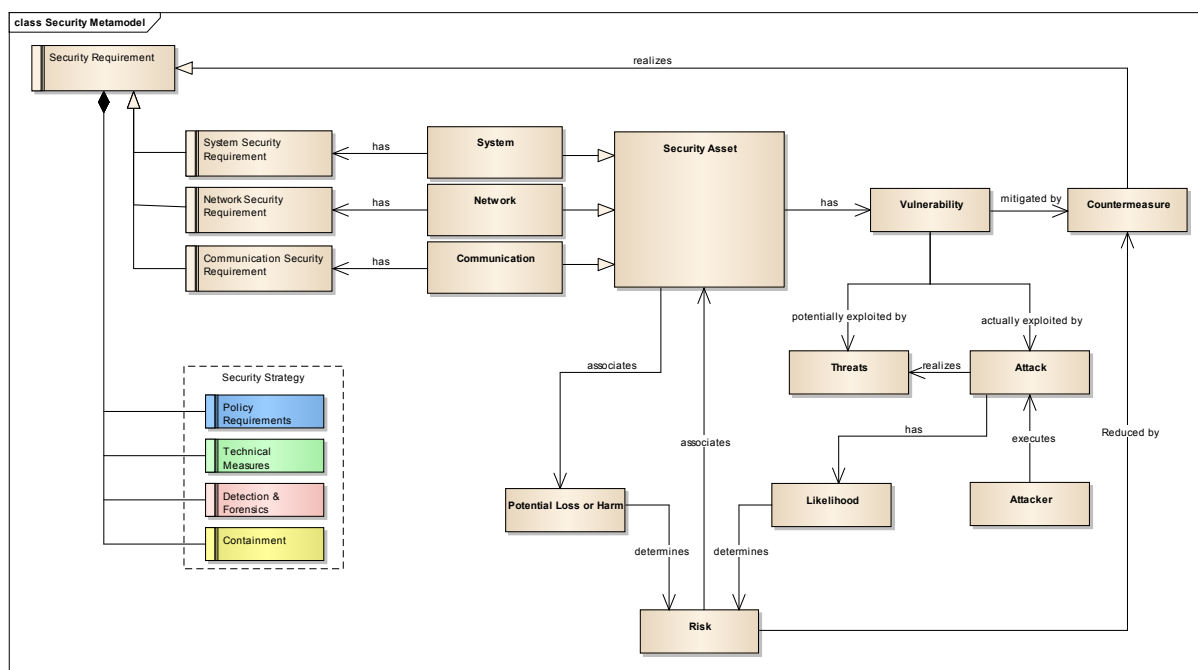 class Security Metamodel
Security Requirement
realizes
System Security
Requirement
has
System
Security Asset
Network Security
Requirement
has
Network
has
Vulnerability
mitigated by
Countermeasure
Communication Security
Requirement
has
Communication
potentially exploited by
actually exploited by
Threats
realizes
Attack
associates
Security Strategy
Policy
Requirements
has
associates
executes
Reduced by
Technical
Measures
Detection &
Forensics
Potential Loss or Harm
Likelihood
Attacker
Containment
determines
determines
Risk